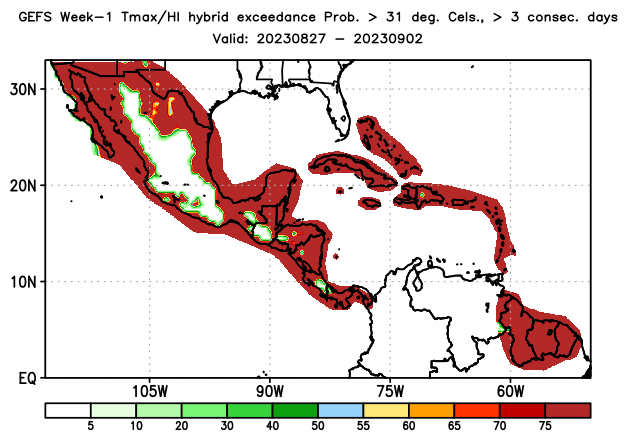 GEFS Week-1 Tmax/HI hybrid exceedance Prob. > 31 deg. Cels., > 3 consec. days
Valid: 20230827 - 20230902
30N
20N
10N
EQ
105W 90W 75W 60W
5 10 20 30 40 50 55 60 65 70 75